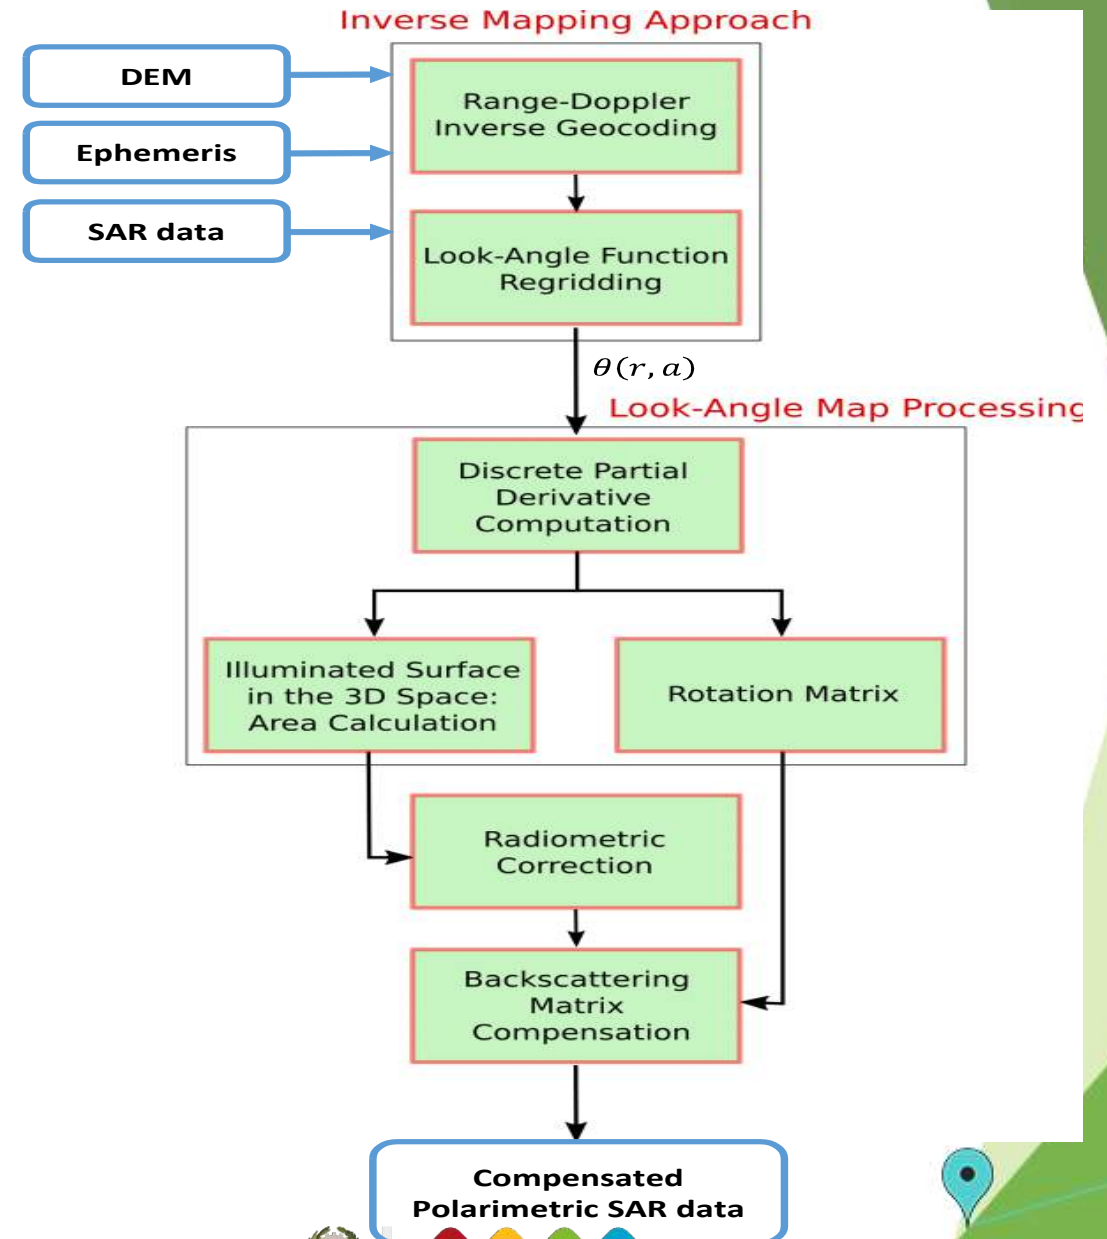 Inverse Mapping Approach
DEM
Ephemeris
SAR data
Range-Doppler
Inverse Geocoding
Look-Angle Function
Regridding
θ(r, a)
Look-Angle Map Processing
Discrete Partial
Derivative
Computation
Illuminated Surface
in the 3D Space:
Area Calculation
Rotation Matrix
Radiometric
Correction
Backscattering
Matrix
Compensation
Compensated
Polarimetric SAR data